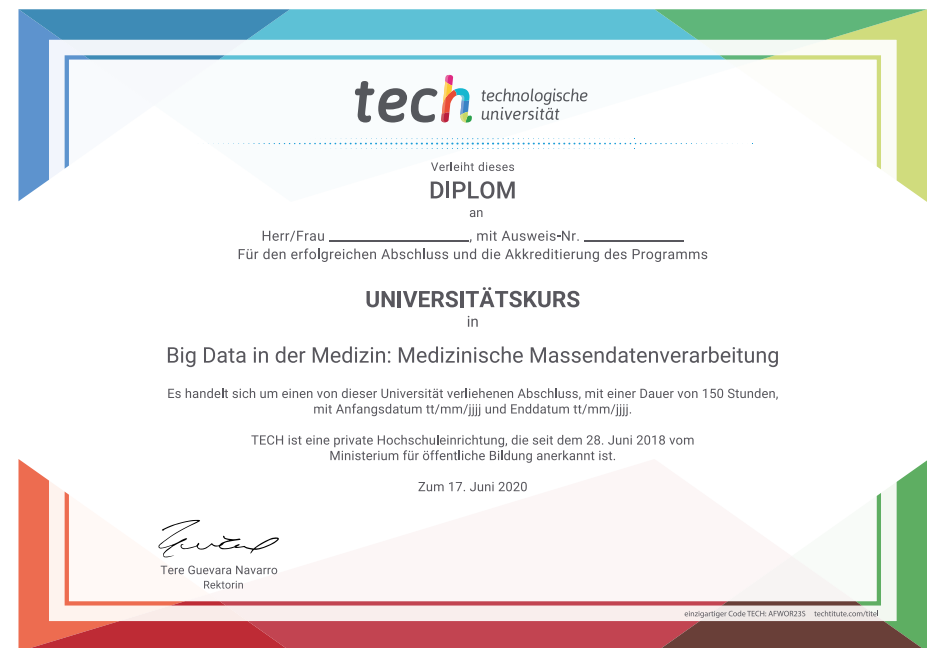 tech technologische
universität
Verleiht dieses
DIPLOM
an
Herr/Frau ____________________, mit Ausweis-Nr. ______________
Für den erfolgreichen Abschluss und die Akkreditierung des Programms
UNIVERSITÄTSKURS
in
Big Data in der Medizin: Medizinische Massendatenverarbeitung
Es handelt sich um einen von dieser Universität verliehenen Abschluss, mit einer Dauer von 150 Stunden,
mit Anfangsdatum tt/mm/jjjj und Enddatum tt/mm/jjjj.
TECH ist eine private Hochschuleinrichtung, die seit dem 28. Juni 2018 vom
Ministerium für öffentliche Bildung anerkannt ist.
Zum 17. Juni 2020
Tere Guevara Navarro
Rektorin
einzigartiger Code TECH: AFWOR23S techtitute.com/titel